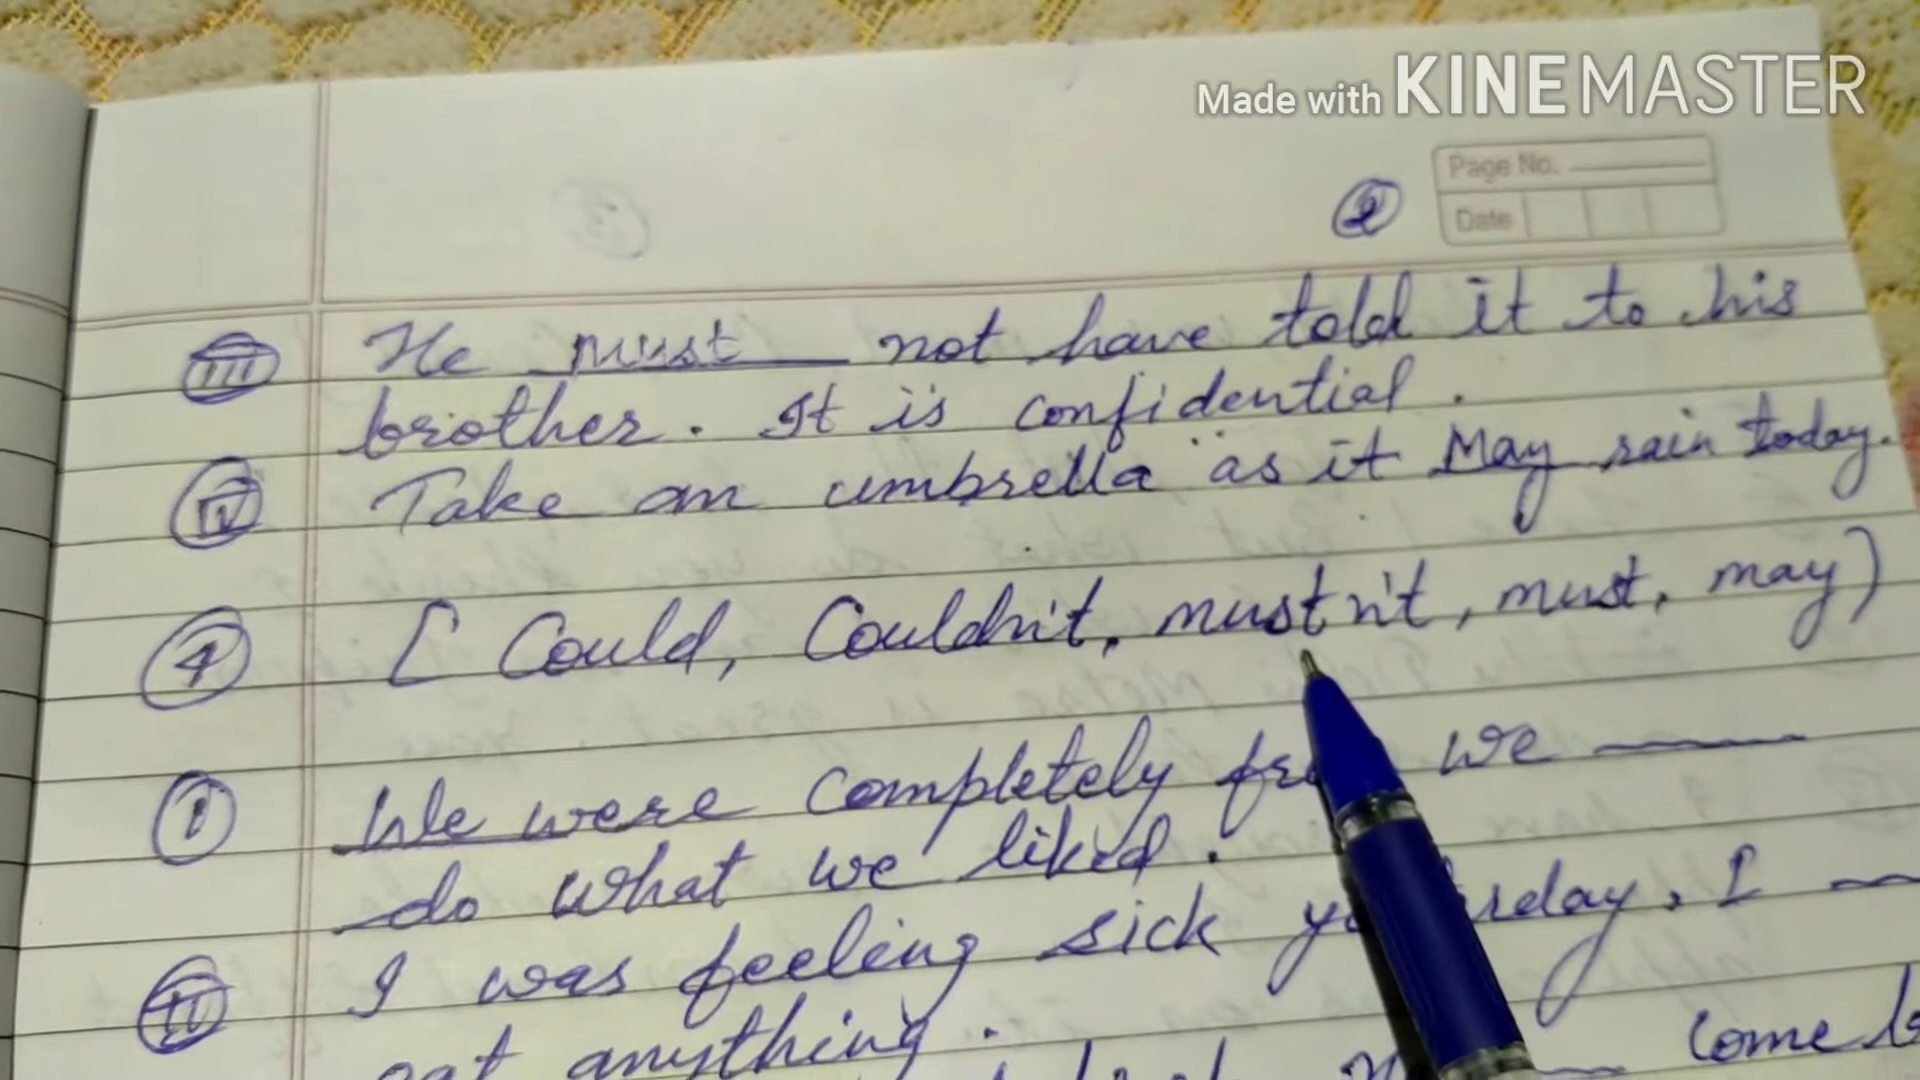 Made with KINEMASTER
Page No.
2
Date
III He must not have told it to his
brother. It is confidential.
IV Take an umbrella as it May rain today.
4 [ Could, Couldn't, mustn't, must, may)
I We were completely we
do what we liked.
II I was feeling sick I
eat anything.
come